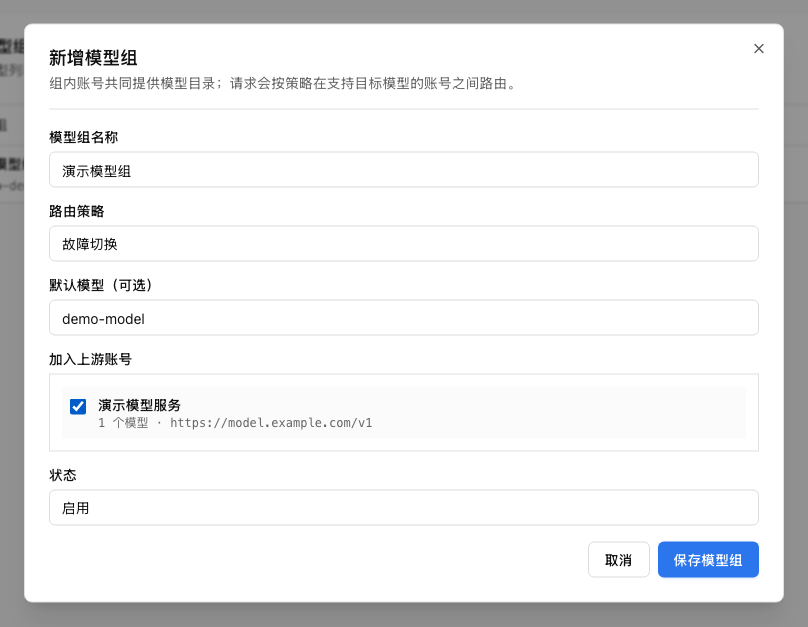 新增模型组
组内账号共同提供模型目录；请求会按策略在支持目标模型的账号之间路由。
模型组名称
演示模型组
路由策略
故障切换
默认模型（可选）
demo-model
加入上游账号
演示模型服务
1 个模型 · https://model.example.com/v1
状态
启用
取消
保存模型组